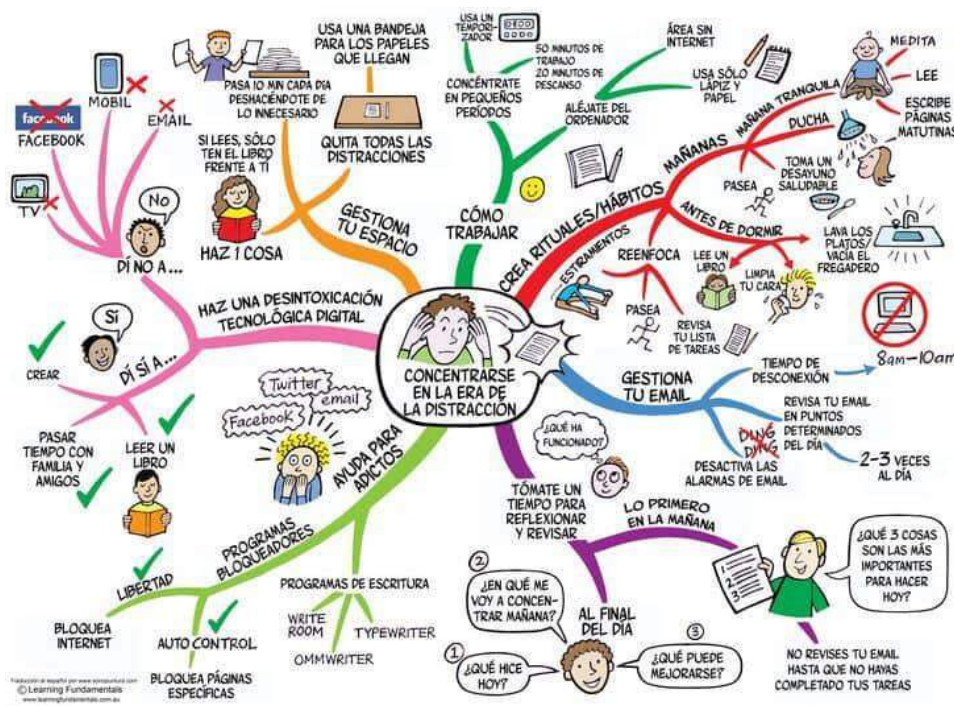 CONCENTRARSE
EN LA ERA DE
LA DISTRACCIÓN
CREA RITUALES/HÁBITOS
MAÑANAS
MAÑANA TRANQUILA
MEDITA
LEE
ESCRIBE
PÁGINAS
MATUTINAS
DUCHA
TOMA UN
DESAYUNO
SALUDABLE
PASEA
ANTES DE DORMIR
LAVA LOS
PLATOS/
VACÍA EL
FREGADERO
LEE UN
LIBRO
LIMPIA
TU CARA
REENFOCA
ESTIRAMENTOS
PASEA
REVISA
TU LISTA
DE TAREAS
GESTIONA
TU EMAIL
TIEMPO DE
DESCONEXIÓN
8am-10am
REVISA TU EMAIL
EN PUNTOS
DETERMINADOS
DEL DÍA
2-3 VECES
AL DÍA
DING
DING
DESACTIVA LAS
ALARMAS DE EMAIL
TÓMATE UN
TIEMPO PARA
REFLEXIONAR
Y REVISAR
¿QUÉ HA
FUNCIONADO?
LO PRIMERO
EN LA MAÑANA
1
2
3
¿QUÉ 3 COSAS
SON LAS MÁS
IMPORTANTES
PARA HACER
HOY?
NO REVISES TU EMAIL
HASTA QUE NO HAYAS
COMPLETADO TUS TAREAS
AL FINAL
DEL DÍA
1
¿QUÉ HICE
HOY?
2
¿EN QUÉ ME
VOY A CONCEN-
TRAR MAÑANA?
3
¿QUÉ PUEDE
MEJORARSE?
AYUDA PARA
ADICTOS
Twitter
email
Facebook
PROGRAMAS DE ESCRITURA
WRITE
ROOM
OMMWRITER
TYPEWRITER
PROGRAMAS
BLOQUEADORES
LIBERTAD
BLOQUEA
INTERNET
AUTO CONTROL
BLOQUEA PÁGINAS
ESPECÍFICAS
HAZ UNA DESINTOXICACIÓN
TECNOLÓGICA DIGITAL
DÍ NO A...
No
TV
facebook
FACEBOOK
MOBIL
EMAIL
DÍ SÍ A...
Sí
CREAR
PASAR
TIEMPO CON
FAMILIA Y
AMIGOS
LEER UN
LIBRO
GESTIONA
TU ESPACIO
PASA 10 MIN CADA DIA
DESHACIÉNDOTE DE
LO INNECESARIO
USA UNA BANDEJA
PARA LOS PAPELES
QUE LLEGAN
QUITA TODAS LAS
DISTRACCIONES
SI LEES, SÓLO
TEN EL LIBRO
FRENTE A TÍ
HAZ 1 COSA
CÓMO
TRABAJAR
CONCÉNTRATE
EN PEQUEÑOS
PERÍODOS
USA UN
TEMPORI-
ZADOR
50 MINUTOS DE
TRABAJO
20 MINUTOS DE
DESCANSO
ALÉJATE DEL
ORDENADOR
ÁREA SIN
INTERNET
USA SÓLO
LÁPIZ Y
PAPEL
© Learning Fundamentals
www.learningfundamentals.com.au